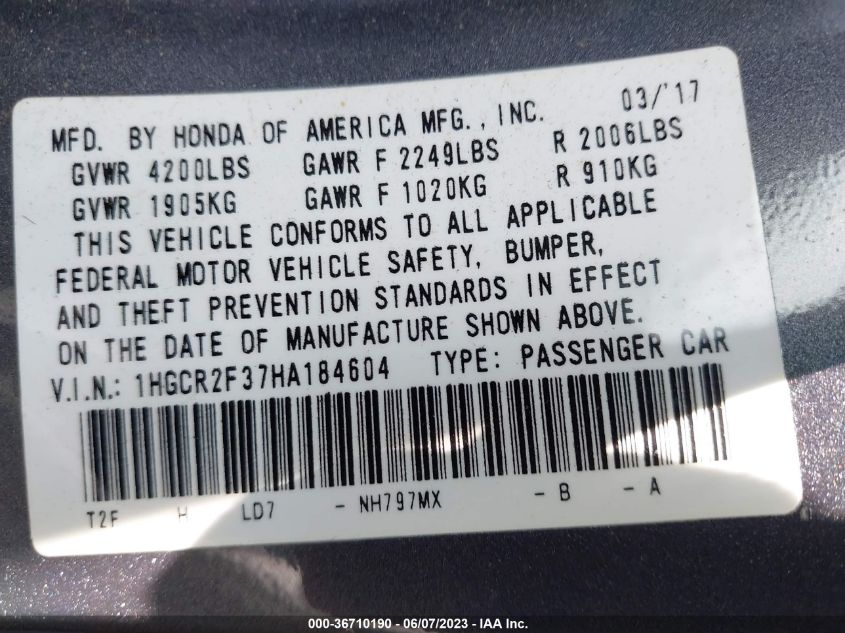 03/'17
MFD. BY HONDA OF AMERICA MFG., INC.
GVWR 4200LBS GAWR F 2249LBS R 2006LBS
GVWR 1905KG GAWR F 1020KG R 910KG
THIS VEHICLE CONFORMS TO ALL APPLICABLE
FEDERAL MOTOR VEHICLE SAFETY, BUMPER,
AND THEFT PREVENTION STANDARDS IN EFFECT
ON THE DATE OF MANUFACTURE SHOWN ABOVE.
V.I.N.: 1HGCR2F37HA184604 TYPE: PASSENGER CAR
T2F H LD7 - NH797MX - B - A
000-36710190 - 06/07/2023 - IAA Inc.